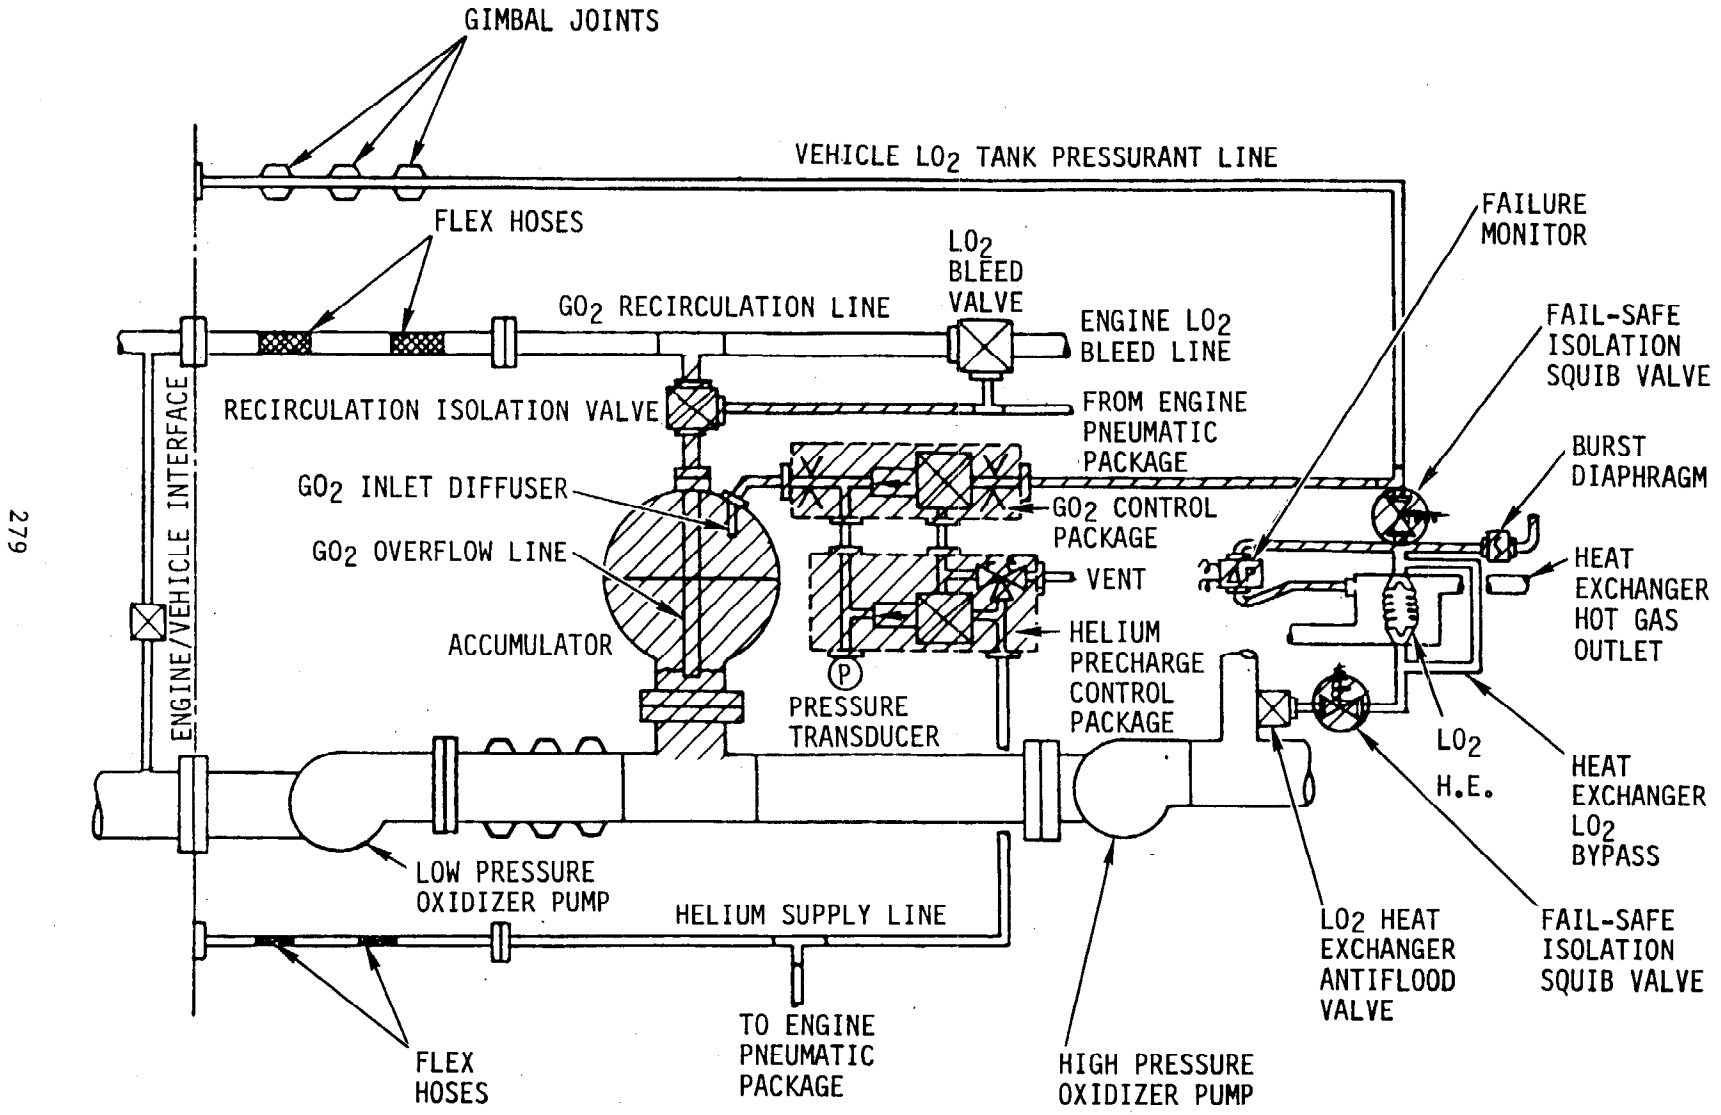 GIMBAL JOINTS
VEHICLE LO2 TANK PRESSURANT LINE
FAILURE
MONITOR
FLEX HOSES
LO2
BLEED
VALVE
GO2 RECIRCULATION LINE
ENGINE LO2
BLEED LINE
FAIL-SAFE
ISOLATION
SQUIB VALVE
RECIRCULATION ISOLATION VALVE
FROM ENGINE
PNEUMATIC
PACKAGE
BURST
DIAPHRAGM
GO2 INLET DIFFUSER
GO2 CONTROL
PACKAGE
GO2 OVERFLOW LINE
VENT
HEAT
EXCHANGER
HOT GAS
OUTLET
279
ENGINE/VEHICLE INTERFACE
ACCUMULATOR
HELIUM
PRECHARGE
CONTROL
PACKAGE
P
PRESSURE
TRANSDUCER
LO2
H.E.
HEAT
EXCHANGER
LO2
BYPASS
LOW PRESSURE
OXIDIZER PUMP
HELIUM SUPPLY LINE
LO2 HEAT
EXCHANGER
ANTIFLOOD
VALVE
FAIL-SAFE
ISOLATION
SQUIB VALVE
TO ENGINE
PNEUMATIC
PACKAGE
FLEX
HOSES
HIGH PRESSURE
OXIDIZER PUMP